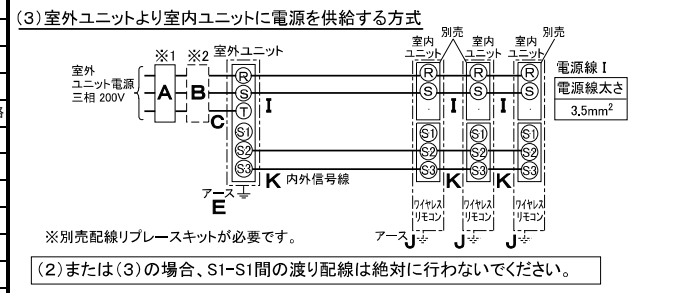 (3)室外ユニットより室内ユニットに電源を供給する方式
別売 別売
※1 ※2 室外ユニット 室内ユニット 室内ユニット 室内ユニット
室外
ユニット電源
三相 200V
A B C
R S T S1 S2 S3
R S S1 S2 S3
R S S1 S2 S3
R S S1 S2 S3
I I I
電源線 I
電源線太さ
3.5mm²
K 内外信号線 K K
アース
E
ワイヤレスリモコン ワイヤレスリモコン ワイヤレスリモコン
※別売配線リプレースキットが必要です。
アース J J J
(2)または(3)の場合、S1-S1間の渡り配線は絶対に行わないでください。